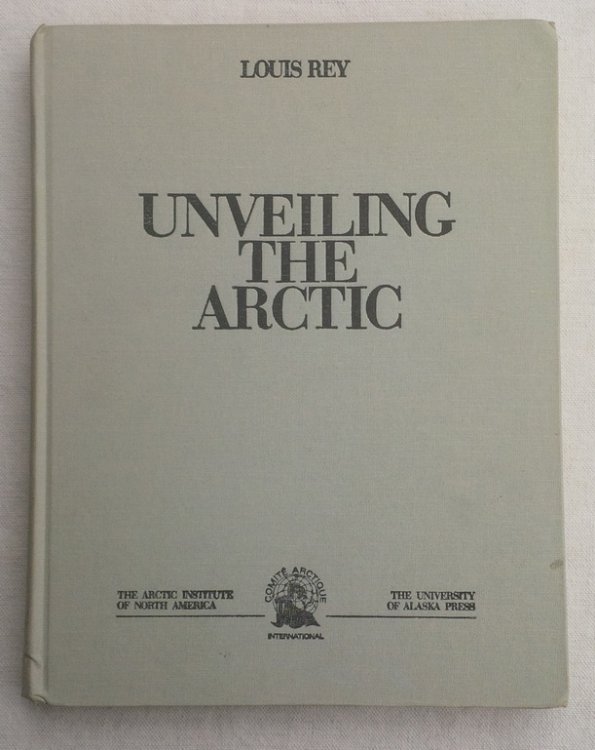 LOUIS REY
UNVEILING
THE
ARCTIC
THE ARCTIC INSTITUTE
OF NORTH AMERICA
COMITÉ ARCTIQUE
INTERNATIONAL
THE UNIVERSITY
OF ALASKA PRESS